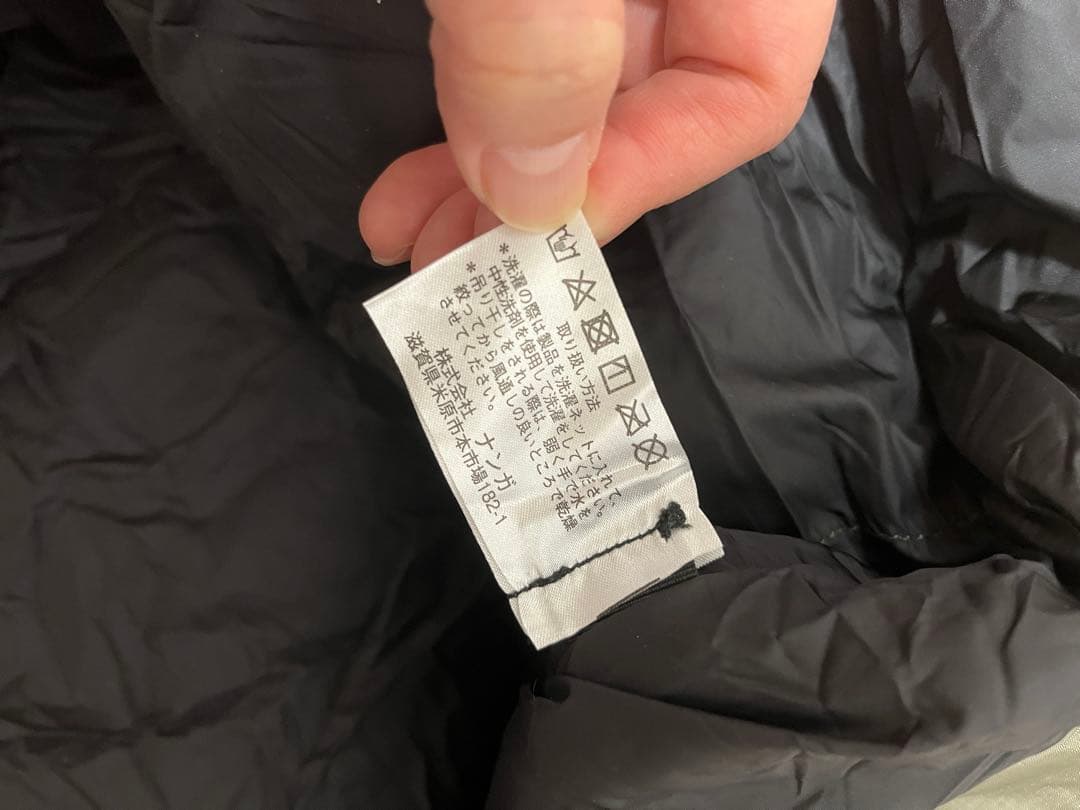 取り扱い方法
*洗濯の際は製品を洗濯ネットに入れて、
中性洗剤を使用して洗濯をしてください。
*吊り干しをされる際は、弱く手で水を
絞ってから風通しの良いところで乾燥
させてください。
株式会社 ナンガ
滋賀県米原市本市場182-1